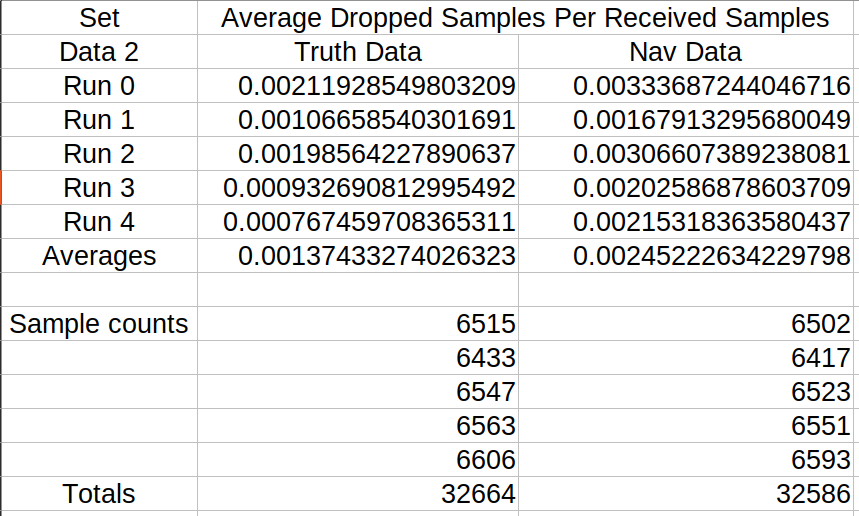 Set Average Dropped Samples Per Received Samples
Data 2 Truth Data Nav Data
Run 0 0.00211928549803209 0.00333687244046716
Run 1 0.00106658540301691 0.00167913295680049
Run 2 0.00198564227890637 0.00306607389238081
Run 3 0.000932690812995492 0.00202586878603709
Run 4 0.000767459708365311 0.00215318363580437
Averages 0.00137433274026323 0.00245222634229798
Sample counts 6515 6502
6433 6417
6547 6523
6563 6551
6606 6593
Totals 32664 32586